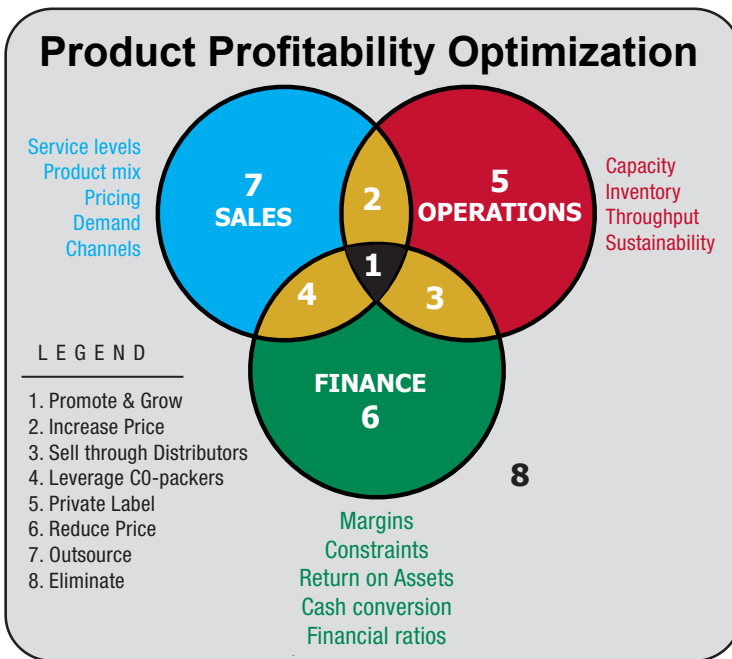 Product Profitability Optimization
Service levels
Product mix
Pricing
Demand
Channels
7
SALES
2
5
OPERATIONS
Capacity
Inventory
Throughput
Sustainability
1
4
3
FINANCE
6
8
LEGEND
1. Promote & Grow
2. Increase Price
3. Sell through Distributors
4. Leverage C0-packers
5. Private Label
6. Reduce Price
7. Outsource
8. Eliminate
Margins
Constraints
Return on Assets
Cash conversion
Financial ratios